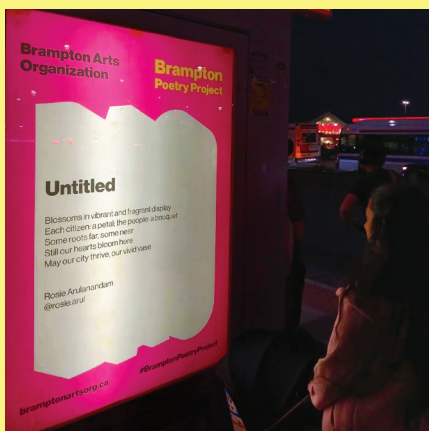 Brampton Arts
Organization
Brampton
Poetry Project
Untitled
Blossoms in vibrant and fragrant display
Each citizen: a petal; the people: a bouquet
Some roots far, some near
Still our hearts bloom here
May our city thrive, our vivid vase
Rosie Arulanandam
@rosie.arul
#BramptonPoetryProject
bramptonartsorg.ca